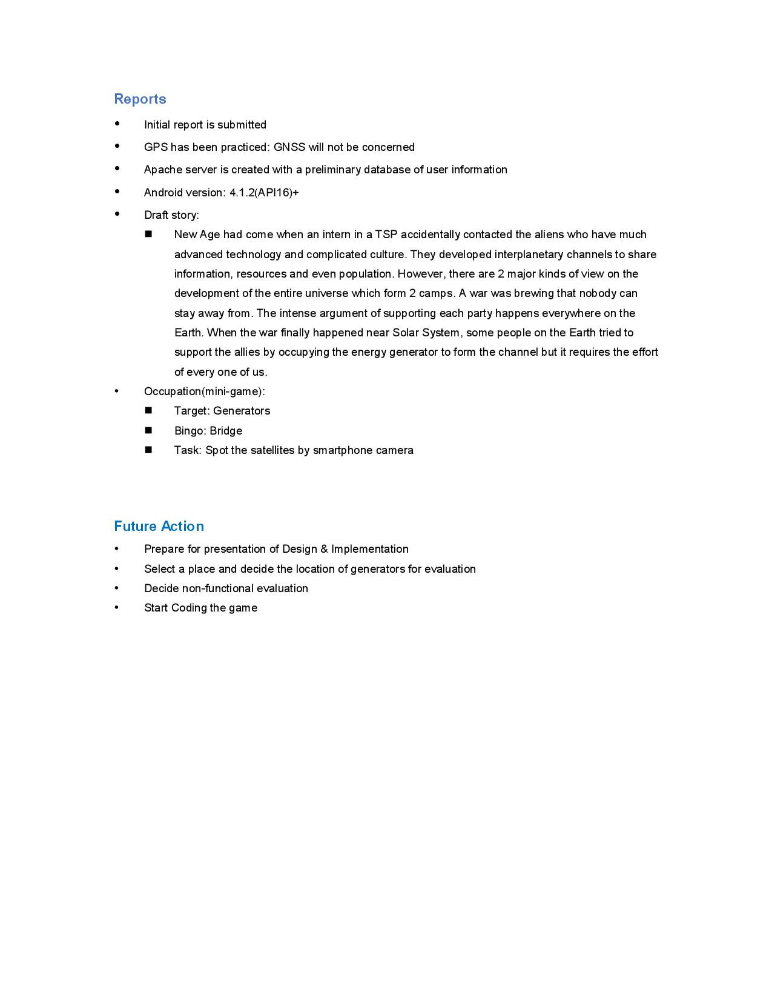 Reports
• Initial report is submitted
• GPS has been practiced: GNSS will not be concerned
• Apache server is created with a preliminary database of user information
• Android version: 4.1.2(API16)+
• Draft story:
■ New Age had come when an intern in a TSP accidentally contacted the aliens who have much
advanced technology and complicated culture. They developed interplanetary channels to share
information, resources and even population. However, there are 2 major kinds of view on the
development of the entire universe which form 2 camps. A war was brewing that nobody can
stay away from. The intense argument of supporting each party happens everywhere on the
Earth. When the war finally happened near Solar System, some people on the Earth tried to
support the allies by occupying the energy generator to form the channel but it requires the effort
of every one of us.
• Occupation(mini-game):
■ Target: Generators
■ Bingo: Bridge
■ Task: Spot the satellites by smartphone camera
Future Action
• Prepare for presentation of Design & Implementation
• Select a place and decide the location of generators for evaluation
• Decide non-functional evaluation
• Start Coding the game